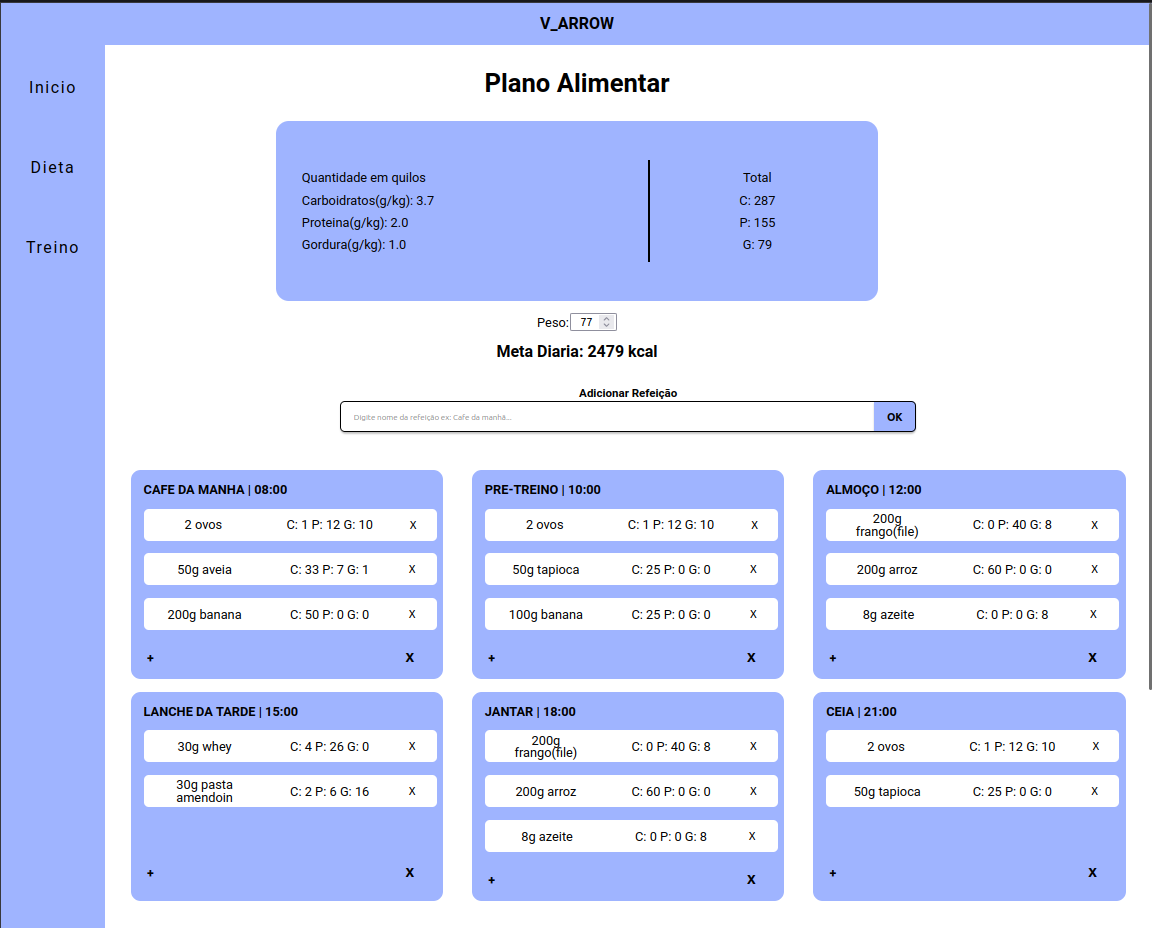 V_ARROW
Inicio
Dieta
Treino
Plano Alimentar
Quantidade em quilos
Carboidratos(g/kg): 3.7
Proteina(g/kg): 2.0
Gordura(g/kg): 1.0
Total
C: 287
P: 155
G: 79
Peso: 77
Meta Diaria: 2479 kcal
Adicionar Refeição
Digite nome da refeição ex: Cafe da manhã...
OK
CAFE DA MANHA | 08:00
2 ovos C: 1 P: 12 G: 10 X
50g aveia C: 33 P: 7 G: 1 X
200g banana C: 50 P: 0 G: 0 X
+ X
PRE-TREINO | 10:00
2 ovos C: 1 P: 12 G: 10 X
50g tapioca C: 25 P: 0 G: 0 X
100g banana C: 25 P: 0 G: 0 X
+ X
ALMOÇO | 12:00
200g
frango(file) C: 0 P: 40 G: 8 X
200g arroz C: 60 P: 0 G: 0 X
8g azeite C: 0 P: 0 G: 8 X
+ X
LANCHE DA TARDE | 15:00
30g whey C: 4 P: 26 G: 0 X
30g pasta
amendoin C: 2 P: 6 G: 16 X
+ X
JANTAR | 18:00
200g
frango(file) C: 0 P: 40 G: 8 X
200g arroz C: 60 P: 0 G: 0 X
8g azeite C: 0 P: 0 G: 8 X
+ X
CEIA | 21:00
2 ovos C: 1 P: 12 G: 10 X
50g tapioca C: 25 P: 0 G: 0 X
+ X